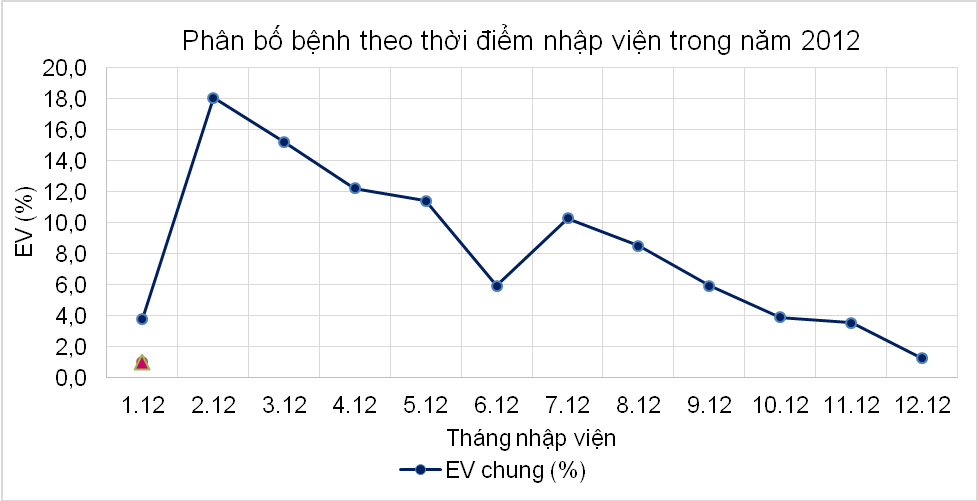 Phân bố bệnh theo thời điểm nhập viện trong năm 2012
EV (%)
20,0
18,0
16,0
14,0
12,0
10,0
8,0
6,0
4,0
2,0
0,0
1.12 2.12 3.12 4.12 5.12 6.12 7.12 8.12 9.12 10.12 11.12 12.12
Tháng nhập viện
EV chung (%)